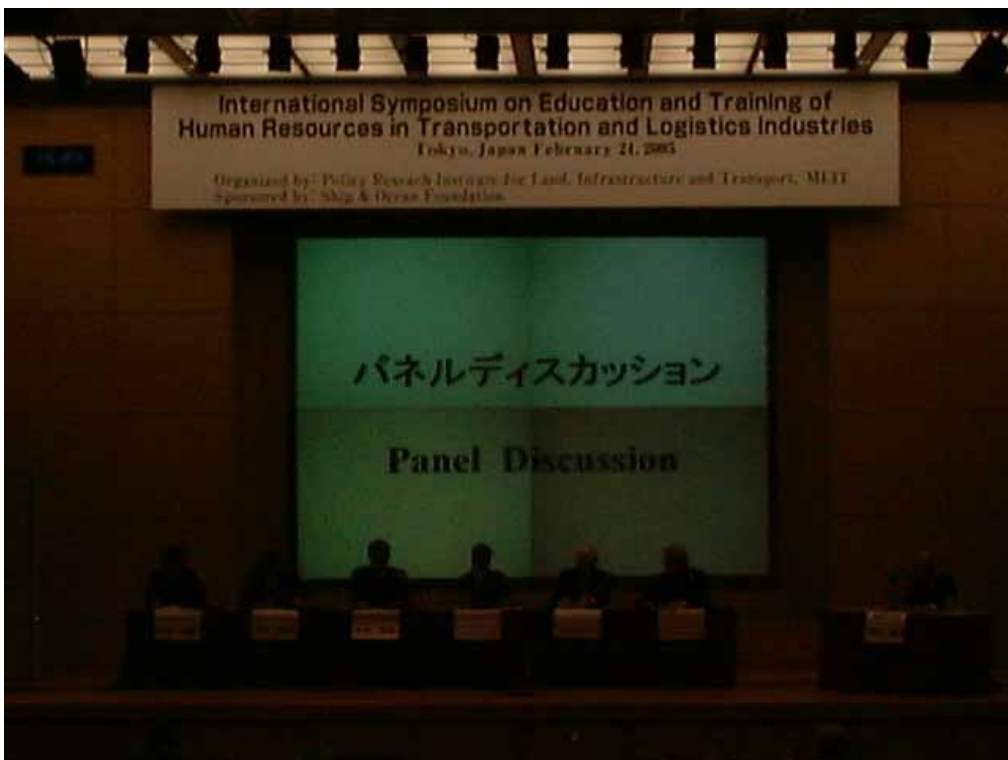 International Symposium on Education and Training of
Human Resources in Transportation and Logistics Industries
Tokyo, Japan February 24, 2005
Organized by: Policy Reseach Institute for Land, Infrastructure and Transport, MLIT
Sponsored by: Ship & Ocean Foundation
パネルディスカッション
Panel Discussion